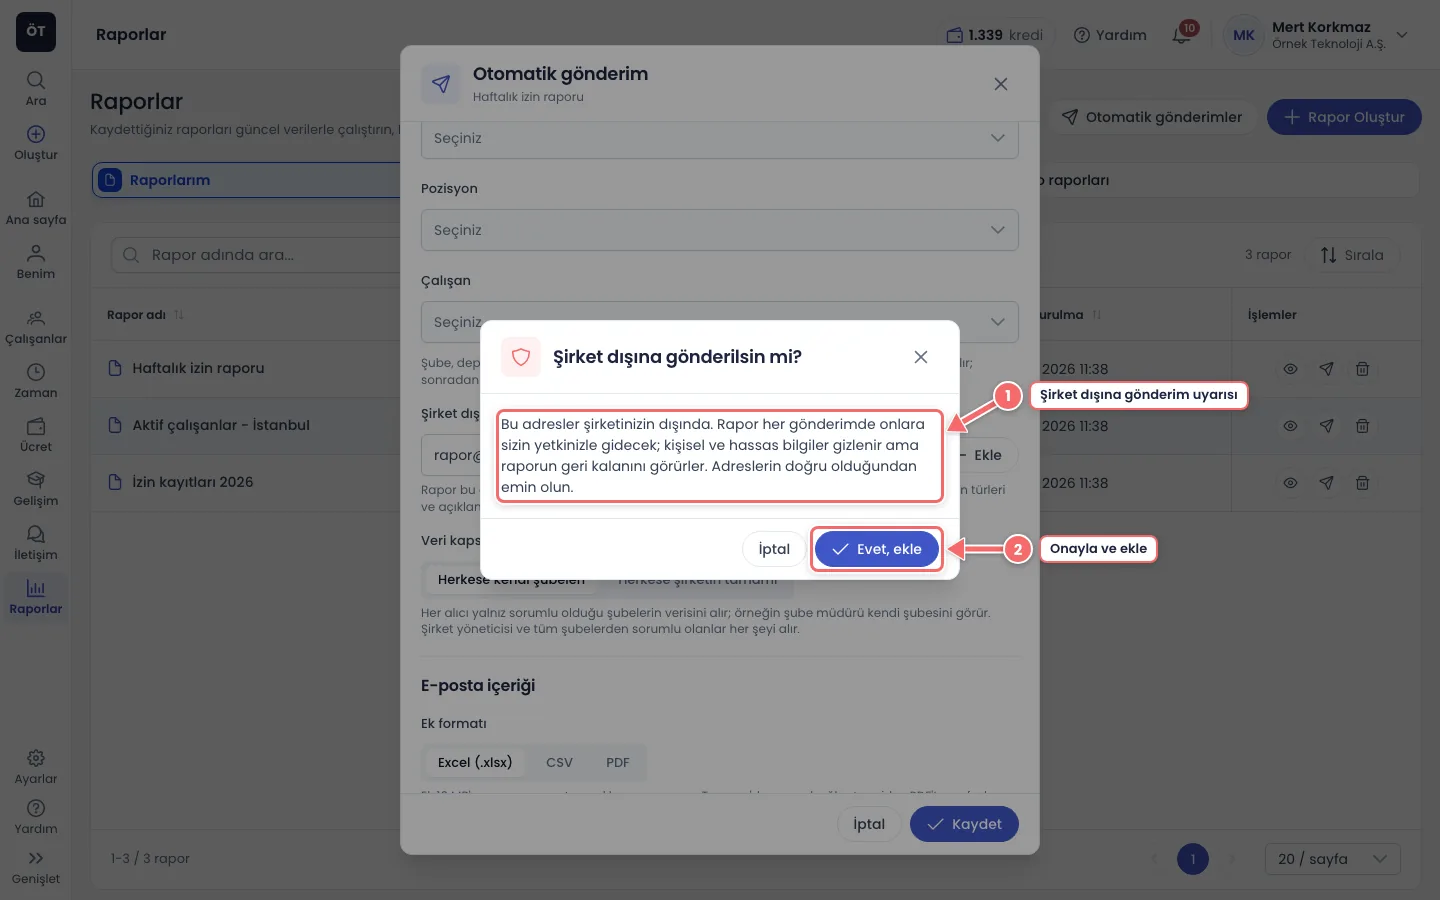 ÖT
Raporlar
1.339 kredi
Yardım
10
MK
Mert Korkmaz
Örnek Teknoloji A.Ş.
Ara
Oluştur
Ana sayfa
Benim
Çalışanlar
Zaman
Ücret
Gelişim
İletişim
Raporlar
Ayarlar
Yardım
Genişlet
Raporlar
Kaydettiğiniz raporları güncel verilerle çalıştırın,
Otomatik gönderimler
Rapor Oluştur
Raporlarım
raporları
Rapor adında ara...
3 rapor
Sırala
Rapor adı
İşlemler
Haftalık izin raporu
2026 11:38
Aktif çalışanlar - İstanbul
2026 11:38
İzin kayıtları 2026
2026 11:38
1-3 / 3 rapor
1
20 / sayfa
Otomatik gönderim
Haftalık izin raporu
Seçiniz
Pozisyon
Seçiniz
Çalışan
Seçiniz
Şube,
sonradan
Şirket
rapor@
Ekle
Rapor bu
türleri
ve
Veri
Herkese kendi şubeleri
Herkese şirketin tamamı
Her alıcı yalnız sorumlu olduğu şubelerin verisini alır; örneğin şube müdürü kendi şubesini görür.
Şirket yöneticisi ve tüm şubelerden sorumlu olanlar her şeyi alır.
E-posta içeriği
Ek formatı
Excel (.xlsx)
CSV
PDF
İptal
Kaydet
Şirket dışına gönderilsin mi?
Bu adresler şirketinizin dışında. Rapor her gönderimde onlara
sizin yetkinizle gidecek; kişisel ve hassas bilgiler gizlenir ama
raporun geri kalanını görürler. Adreslerin doğru olduğundan
emin olun.
İptal
Evet, ekle
1
Şirket dışına gönderim uyarısı
2
Onayla ve ekle